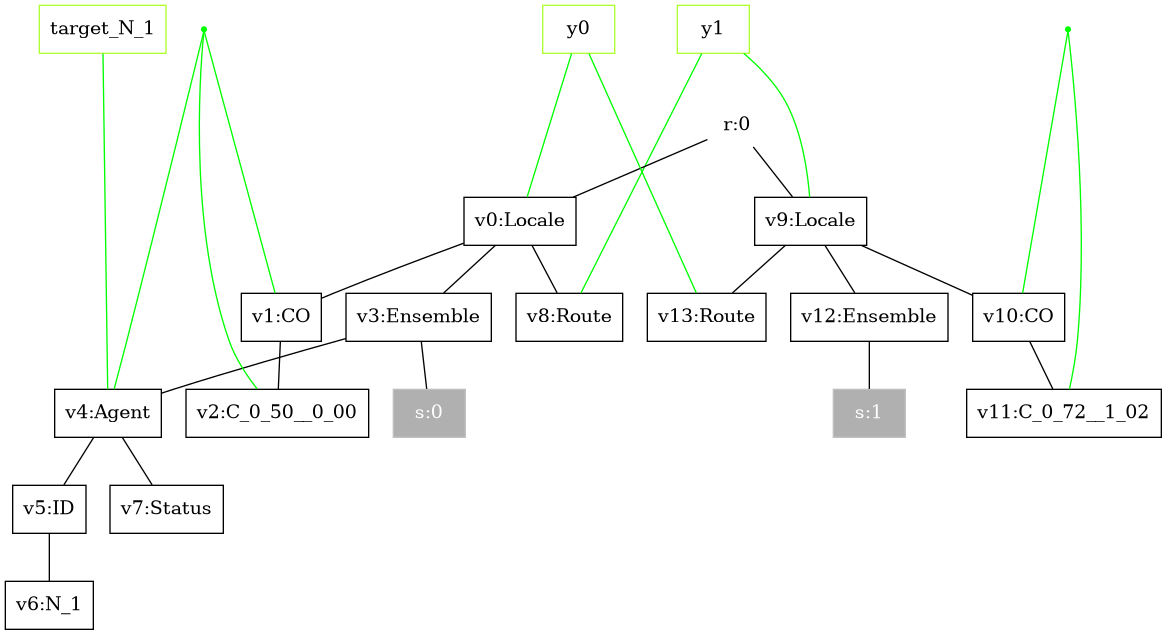 target_N_1
y0
y1
r:0
v0:Locale
v9:Locale
v1:CO
v3:Ensemble
v8:Route
v13:Route
v12:Ensemble
v10:CO
v4:Agent
v2:C_0_50__0_00
s:0
s:1
v11:C_0_72__1_02
v5:ID
v7:Status
v6:N_1